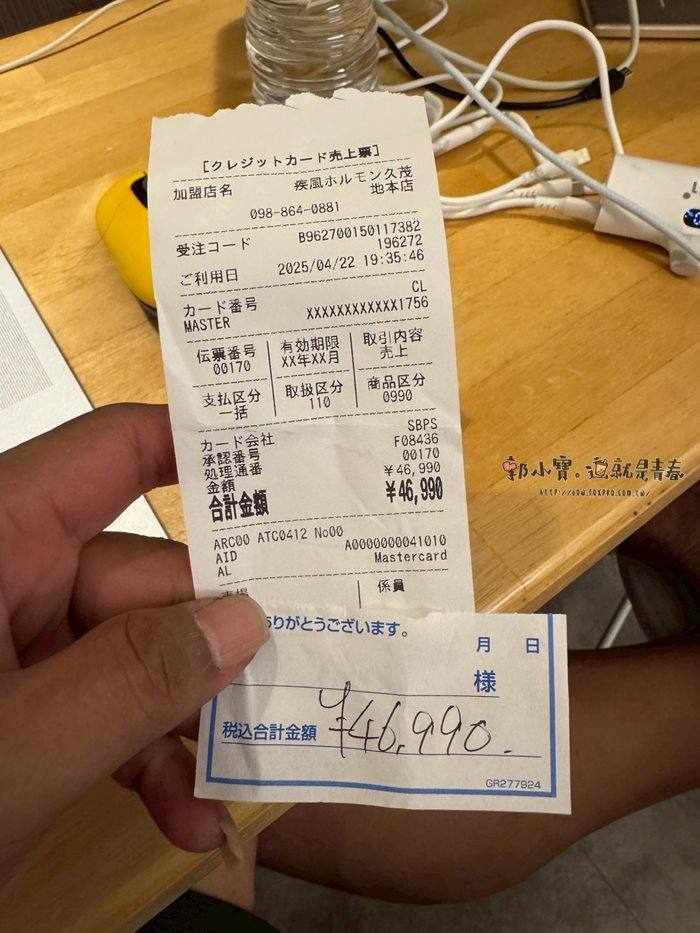 [クレジットカード売上票]
加盟店名 疾風ホルモン久茂
地本店
098-864-0881
受注コード B962700150117382
196272
ご利用日 2025/04/22 19:35:46
カード番号 CL
MASTER XXXXXXXXXXXX1756
伝票番号 有効期限 取引内容
00170 XX年XX月 売上
支払区分 取扱区分 商品区分
一括 110 0990
カード会社 SBPS
承認番号 F08436
処理通番 00170
金額 ¥46,990
合計金額 ¥46,990
ARC00 ATC0412 No00
AID A0000000041010
AL Mastercard
係員
りがとうございます。
月 日
様
税込合計金額 ¥46,990.
GR277924
郭小寶。這就是青春
HTTP://BOW.FOXPRO.COM.TW/